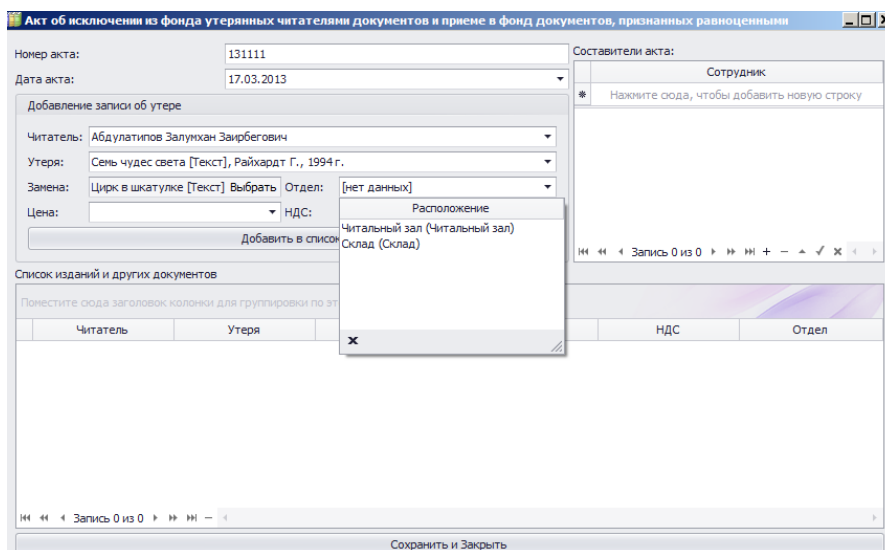 Акт об исключении из фонда утерянных читателями документов и приеме в фонд документов, признанных равноценными
Номер акта: 131111
Дата акта: 17.03.2013
Добавление записи об утере
Читатель: Абдулатипов Залумхан Заирбегович
Утеря: Семь чудес света [Текст], Райхардт Г., 1994 г.
Замена: Цирк в шкатулке [Текст] Выбрать Отдел: [нет данных]
Цена: НДС:
Расположение
Читальный зал (Читальный зал)
Склад (Склад)
Добавить в список
Составители акта:
Сотрудник
Нажмите сюда, чтобы добавить новую строку
Запись 0 из 0
Список изданий и других документов
Поместите сюда заголовок колонки для группировки по
Читатель Утеря НДС Отдел
Запись 0 из 0
Сохранить и Закрыть